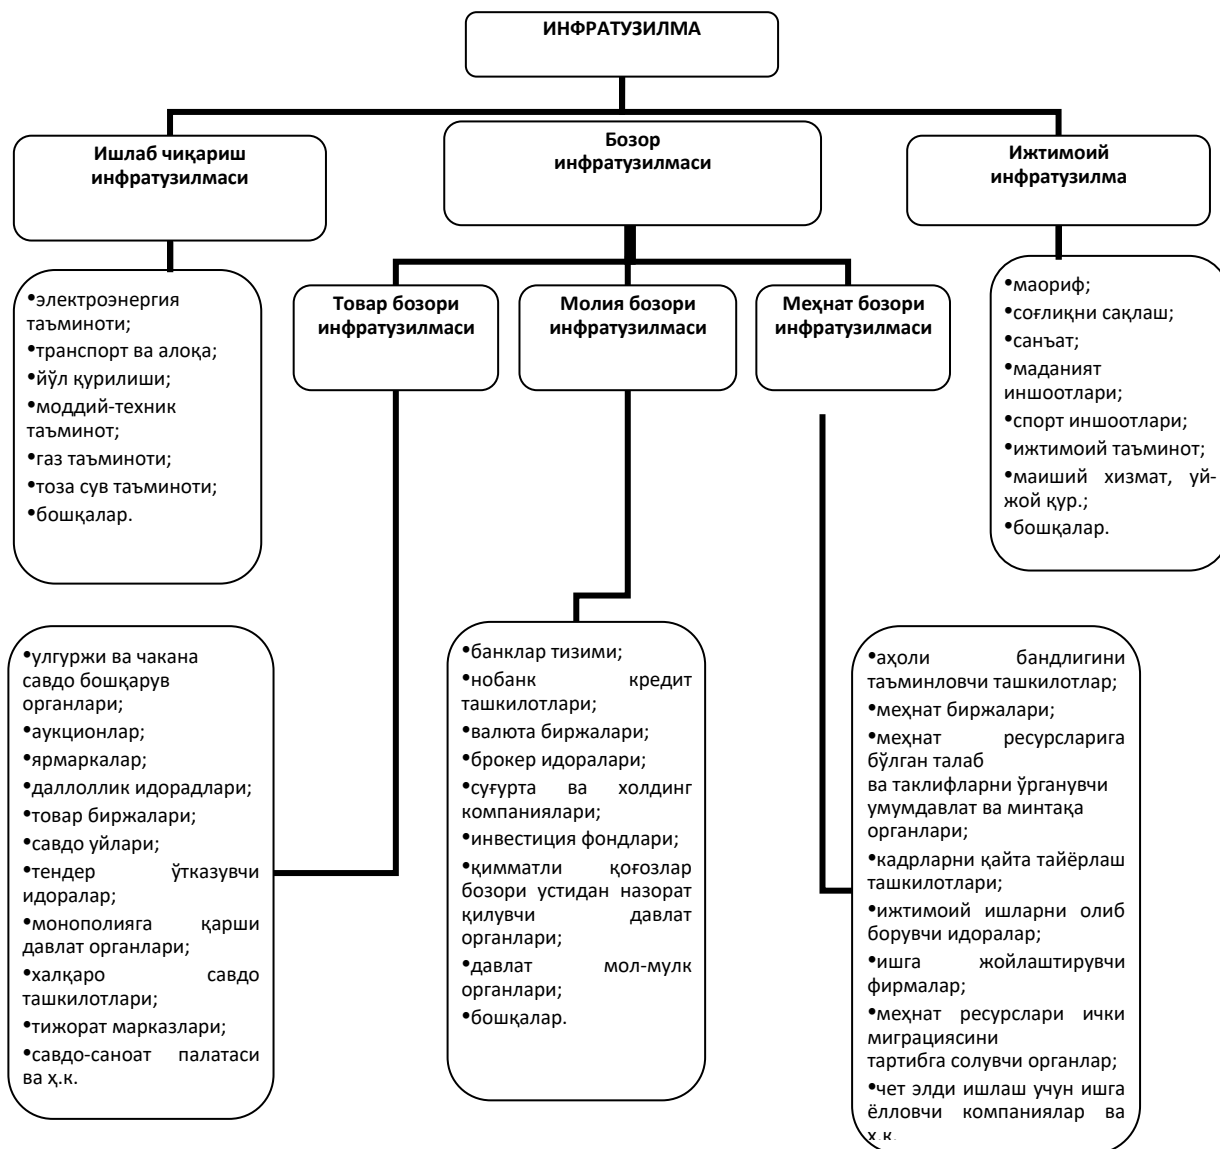 ИНФРАТУЗИЛМА
Ишлаб чиқариш
инфратузилмаси
Бозор
инфратузилмаси
Ижтимоий
инфратузилма
•электроэнергия
таъминоти;
•транспорт ва алоқа;
•йўл қурилиши;
•моддий-техник
таъминот;
•газ таъминоти;
•тоза сув таъминоти;
•бошқалар.
Товар бозори
инфратузилмаси
Молия бозори
инфратузилмаси
Меҳнат бозори
инфратузилмаси
•маориф;
•соғлиқни сақлаш;
•санъат;
•маданият
иншоотлари;
•спорт иншоотлари;
•ижтимоий таъминот;
•маиший хизмат, уй-
жой қур.;
•бошқалар.
•улгуржи ва чакана
савдо бошқарув
органлари;
•аукционлар;
•ярмаркалар;
•даллоллик идорадлари;
•товар биржалари;
•савдо уйлари;
•тендер ўтказувчи
идоралар;
•монополияга қарши
давлат органлари;
•халқаро савдо
ташкилотлари;
•тижорат марказлари;
•савдо-саноат палатаси
ва ҳ.к.
•банклар тизими;
•нобанк кредит
ташкилотлари;
•валюта биржалари;
•брокер идоралари;
•суғурта ва холдинг
компаниялари;
•инвестиция фондлари;
•қимматли қоғозлар
бозори устидан назорат
қилувчи давлат
органлари;
•давлат мол-мулк
органлари;
•бошқалар.
•аҳоли бандлигини
таъминловчи ташкилотлар;
•меҳнат биржалари;
•меҳнат ресурсларига
бўлган талаб
ва таклифларни ўрганувчи
умумдавлат ва минтақа
органлари;
•кадрларни қайта тайёрлаш
ташкилотлари;
•ижтимоий ишларни олиб
борувчи идоралар;
•ишга жойлаштирувчи
фирмалар;
•меҳнат ресурслари ички
миграциясини
тартибга солувчи органлар;
•чет элди ишлаш учун ишга
ёлловчи компаниялар ва
ҳ.к.